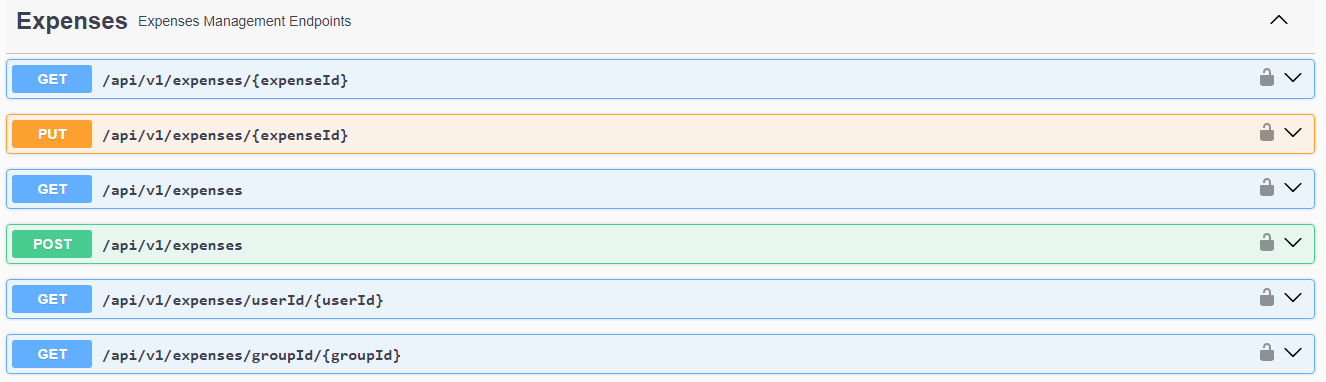 Expenses Expenses Management Endpoints
GET /api/v1/expenses/{expenseId}
PUT /api/v1/expenses/{expenseId}
GET /api/v1/expenses
POST /api/v1/expenses
GET /api/v1/expenses/userId/{userId}
GET /api/v1/expenses/groupId/{groupId}